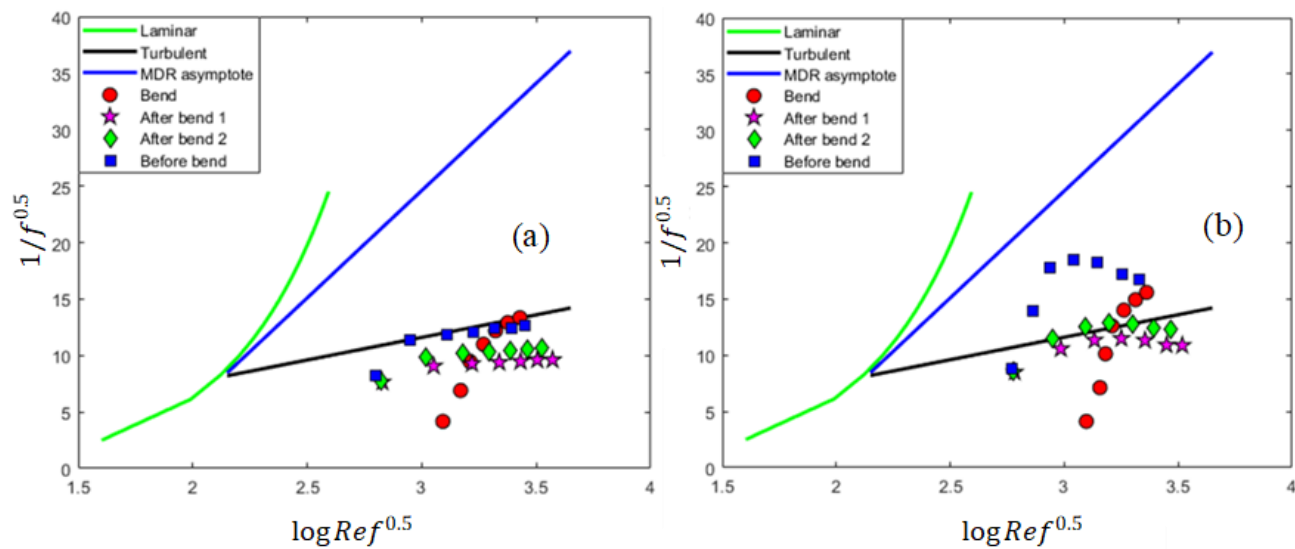 40
35
30
25
20
15
10
5
0
1/f^0.5
Laminar
Turbulent
MDR asymptote
Bend
After bend 1
After bend 2
Before bend
(a)
1.5 2 2.5 3 3.5 4
log Ref^0.5
40
35
30
25
20
15
10
5
0
1/f^0.5
Laminar
Turbulent
MDR asymptote
Bend
After bend 1
After bend 2
Before bend
(b)
1.5 2 2.5 3 3.5 4
log Ref^0.5